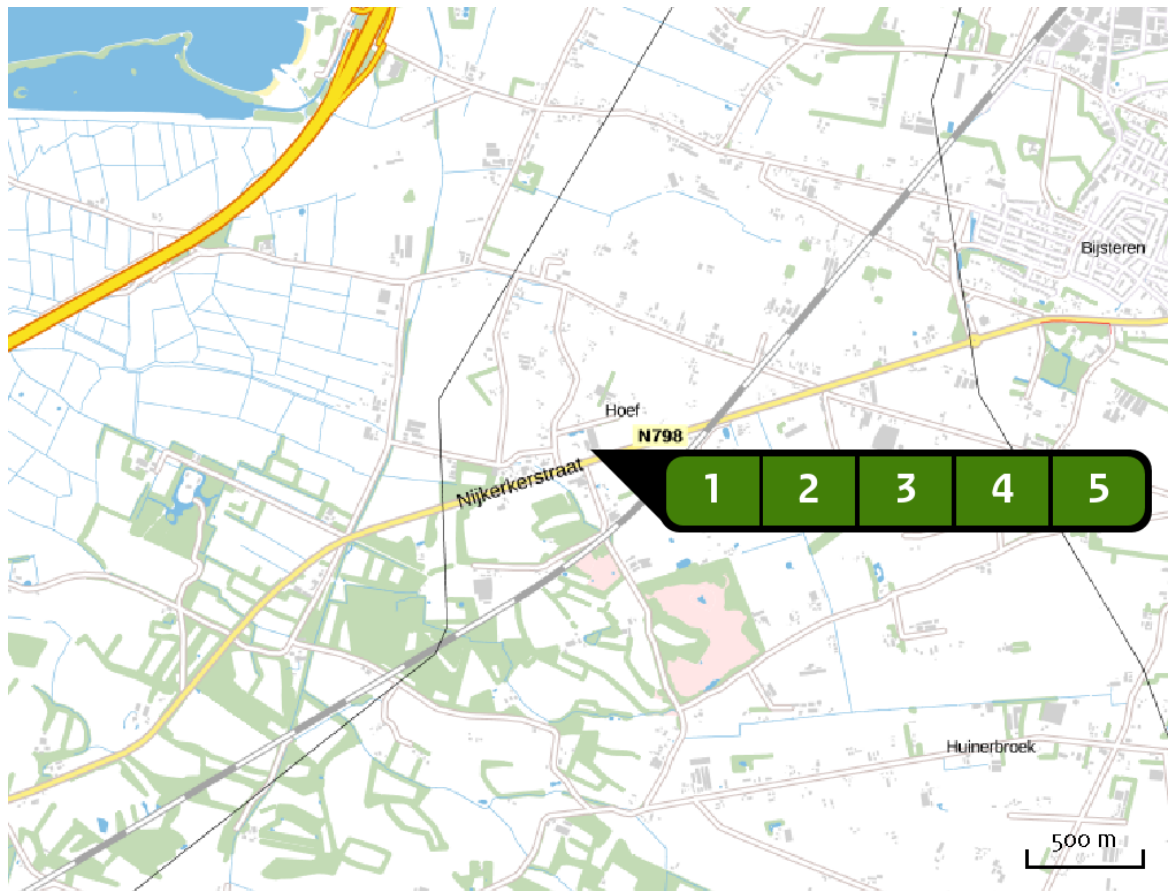 Bijsteren
Hoef
N798
Nijkerkerstraat
1 2 3 4 5
Huinerbroek
500 m